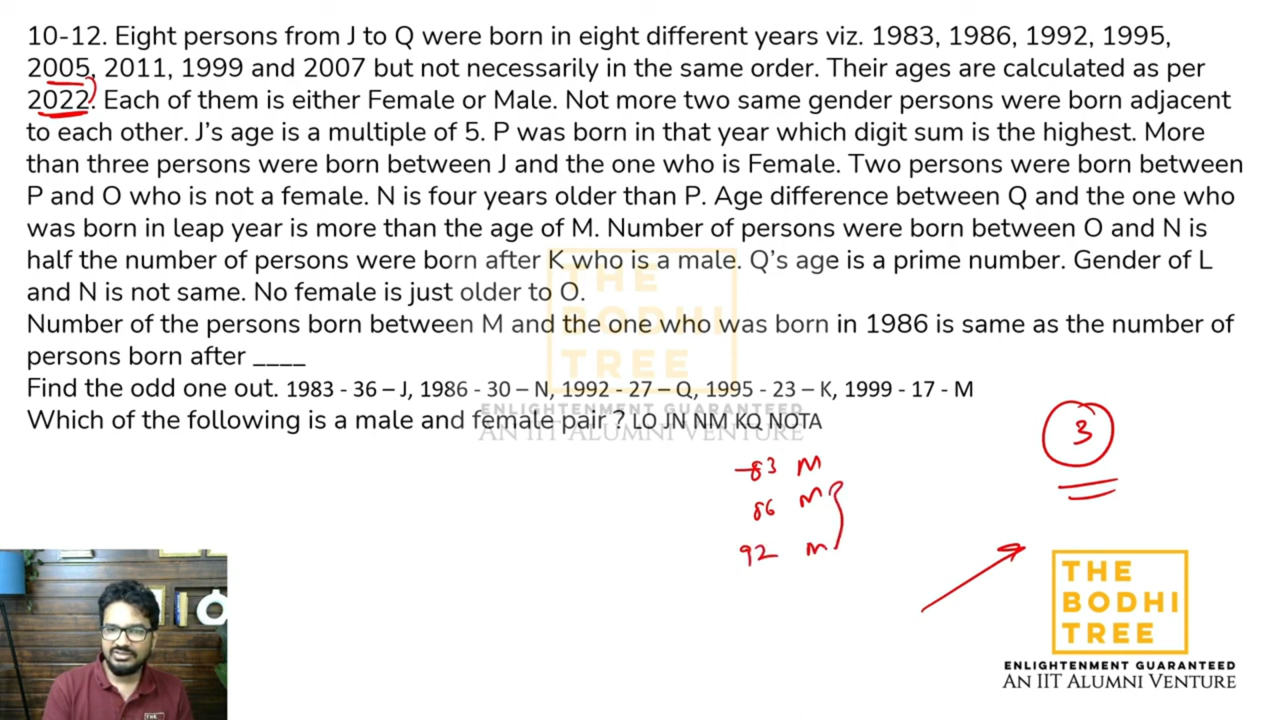 10-12. Eight persons from J to Q were born in eight different years viz. 1983, 1986, 1992, 1995,
2005, 2011, 1999 and 2007 but not necessarily in the same order. Their ages are calculated as per
2022. Each of them is either Female or Male. Not more two same gender persons were born adjacent
to each other. J's age is a multiple of 5. P was born in that year which digit sum is the highest. More
than three persons were born between J and the one who is Female. Two persons were born between
P and O who is not a female. N is four years older than P. Age difference between Q and the one who
was born in leap year is more than the age of M. Number of persons were born between O and N is
half the number of persons were born after K who is a male. Q's age is a prime number. Gender of L
and N is not same. No female is just older to O.
Number of the persons born between M and the one who was born in 1986 is same as the number of
persons born after ____
Find the odd one out. 1983 - 36 – J, 1986 - 30 – N, 1992 - 27 – Q, 1995 - 23 – K, 1999 - 17 - M
Which of the following is a male and female pair ? LO JN NM KQ NOTA
THE
BODHI
TREE
ENLIGHTENMENT GUARANTEED
AN IIT ALUMNI VENTURE
3
83 M
86 M
92 m
THE
BODHI
TREE
ENLIGHTENMENT GUARANTEED
AN IIT ALUMNI VENTURE